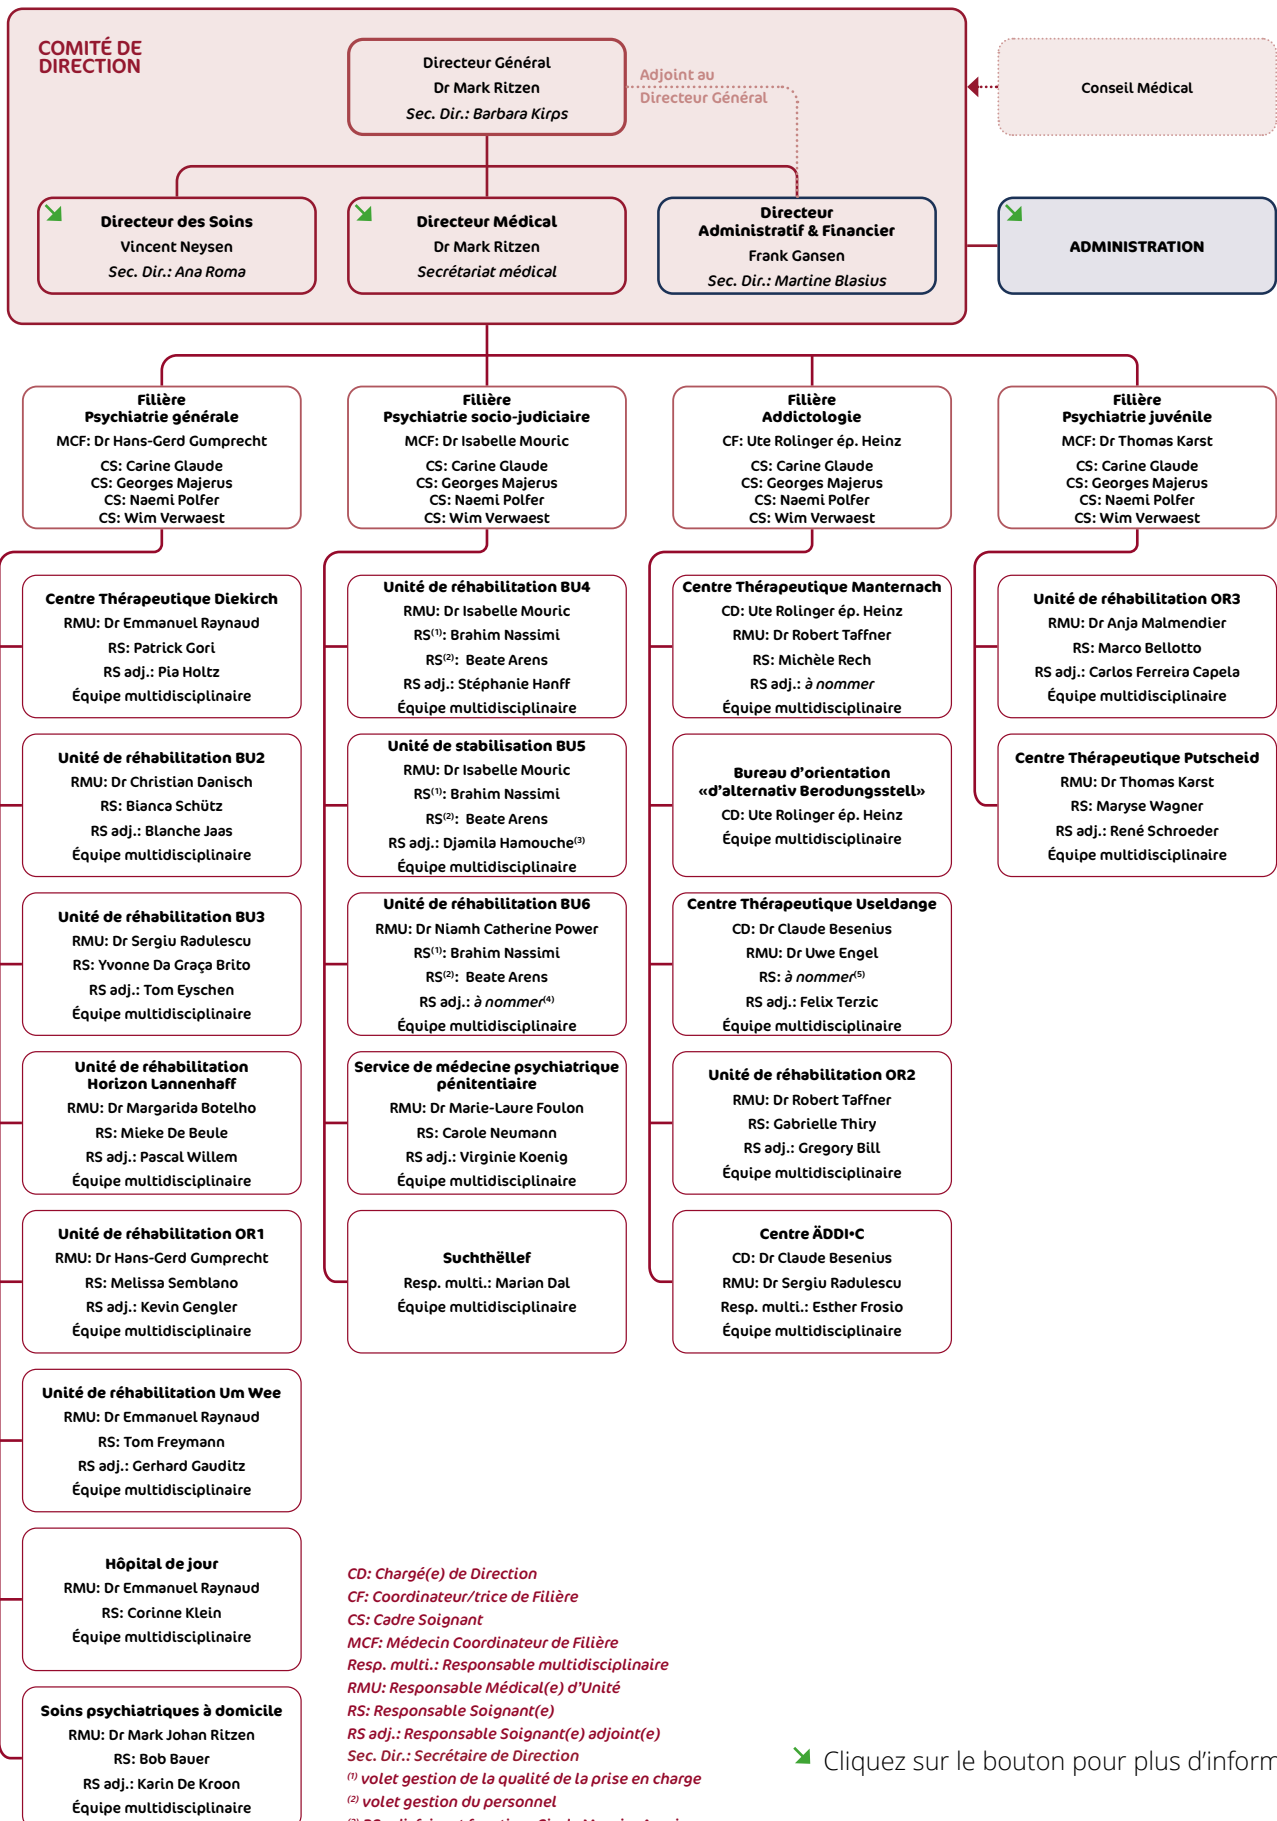 COMITÉ DE
DIRECTION
Directeur Général
Dr Mark Ritzen
Sec. Dir.: Barbara Kirps
Adjoint au
Directeur Général
Conseil Médical
Directeur des Soins
Vincent Neysen
Sec. Dir.: Ana Roma
Directeur Médical
Dr Mark Ritzen
Secrétariat médical
Directeur
Administratif & Financier
Frank Gansen
Sec. Dir.: Martine Blasius
ADMINISTRATION
Filière
Psychiatrie générale
MCF: Dr Hans-Gerd Gumprecht
CS: Carine Glaude
CS: Georges Majerus
CS: Naemi Polfer
CS: Wim Verwaest
Filière
Psychiatrie socio-judiciaire
MCF: Dr Isabelle Mouric
CS: Carine Glaude
CS: Georges Majerus
CS: Naemi Polfer
CS: Wim Verwaest
Filière
Addictologie
CF: Ute Rolinger ép. Heinz
CS: Carine Glaude
CS: Georges Majerus
CS: Naemi Polfer
CS: Wim Verwaest
Filière
Psychiatrie juvénile
MCF: Dr Thomas Karst
CS: Carine Glaude
CS: Georges Majerus
CS: Naemi Polfer
CS: Wim Verwaest
Centre Thérapeutique Diekirch
RMU: Dr Emmanuel Raynaud
RS: Patrick Gori
RS adj.: Pia Holtz
Équipe multidisciplinaire
Unité de réhabilitation BU2
RMU: Dr Christian Danisch
RS: Bianca Schütz
RS adj.: Blanche Jaas
Équipe multidisciplinaire
Unité de réhabilitation BU3
RMU: Dr Sergiu Radulescu
RS: Yvonne Da Graça Brito
RS adj.: Tom Eyschen
Équipe multidisciplinaire
Unité de réhabilitation
Horizon Lannenhaff
RMU: Dr Margarida Botelho
RS: Mieke De Beule
RS adj.: Pascal Willem
Équipe multidisciplinaire
Unité de réhabilitation OR1
RMU: Dr Hans-Gerd Gumprecht
RS: Melissa Semblano
RS adj.: Kevin Gengler
Équipe multidisciplinaire
Unité de réhabilitation Um Wee
RMU: Dr Emmanuel Raynaud
RS: Tom Freymann
RS adj.: Gerhard Gauditz
Équipe multidisciplinaire
Hôpital de jour
RMU: Dr Emmanuel Raynaud
RS: Corinne Klein
Équipe multidisciplinaire
Soins psychiatriques à domicile
RMU: Dr Mark Johan Ritzen
RS: Bob Bauer
RS adj.: Karin De Kroon
Équipe multidisciplinaire
Unité de réhabilitation BU4
RMU: Dr Isabelle Mouric
RS(1): Brahim Nassimi
RS(2): Beate Arens
RS adj.: Stéphanie Hanff
Équipe multidisciplinaire
Unité de stabilisation BU5
RMU: Dr Isabelle Mouric
RS(1): Brahim Nassimi
RS(2): Beate Arens
RS adj.: Djamila Hamouche(3)
Équipe multidisciplinaire
Unité de réhabilitation BU6
RMU: Dr Niamh Catherine Power
RS(1): Brahim Nassimi
RS(2): Beate Arens
RS adj.: à nommer(4)
Équipe multidisciplinaire
Service de médecine psychiatrique
pénitentiaire
RMU: Dr Marie-Laure Foulon
RS: Carole Neumann
RS adj.: Virginie Koenig
Équipe multidisciplinaire
Suchthëllef
Resp. multi.: Marian Dal
Équipe multidisciplinaire
Centre Thérapeutique Manternach
CD: Ute Rolinger ép. Heinz
RMU: Dr Robert Taffner
RS: Michèle Rech
RS adj.: à nommer
Équipe multidisciplinaire
Bureau d'orientation
«d'alternativ Berodungsstell»
CD: Ute Rolinger ép. Heinz
Équipe multidisciplinaire
Centre Thérapeutique Useldange
CD: Dr Claude Besenius
RMU: Dr Uwe Engel
RS: à nommer(5)
RS adj.: Felix Terzic
Équipe multidisciplinaire
Unité de réhabilitation OR2
RMU: Dr Robert Taffner
RS: Gabrielle Thiry
RS adj.: Gregory Bill
Équipe multidisciplinaire
Centre ÄDDI•C
CD: Dr Claude Besenius
RMU: Dr Sergiu Radulescu
Resp. multi.: Esther Frosio
Équipe multidisciplinaire
Unité de réhabilitation OR3
RMU: Dr Anja Malmendier
RS: Marco Bellotto
RS adj.: Carlos Ferreira Capela
Équipe multidisciplinaire
Centre Thérapeutique Putscheid
RMU: Dr Thomas Karst
RS: Maryse Wagner
RS adj.: René Schroeder
Équipe multidisciplinaire
CD: Chargé(e) de Direction
CF: Coordinateur/trice de Filière
CS: Cadre Soignant
MCF: Médecin Coordinateur de Filière
Resp. multi.: Responsable multidisciplinaire
RMU: Responsable Médical(e) d'Unité
RS: Responsable Soignant(e)
RS adj.: Responsable Soignant(e) adjoint(e)
Sec. Dir.: Secrétaire de Direction
(1) volet gestion de la qualité de la prise en charge
(2) volet gestion du personnel
Cliquez sur le bouton pour plus d'inform